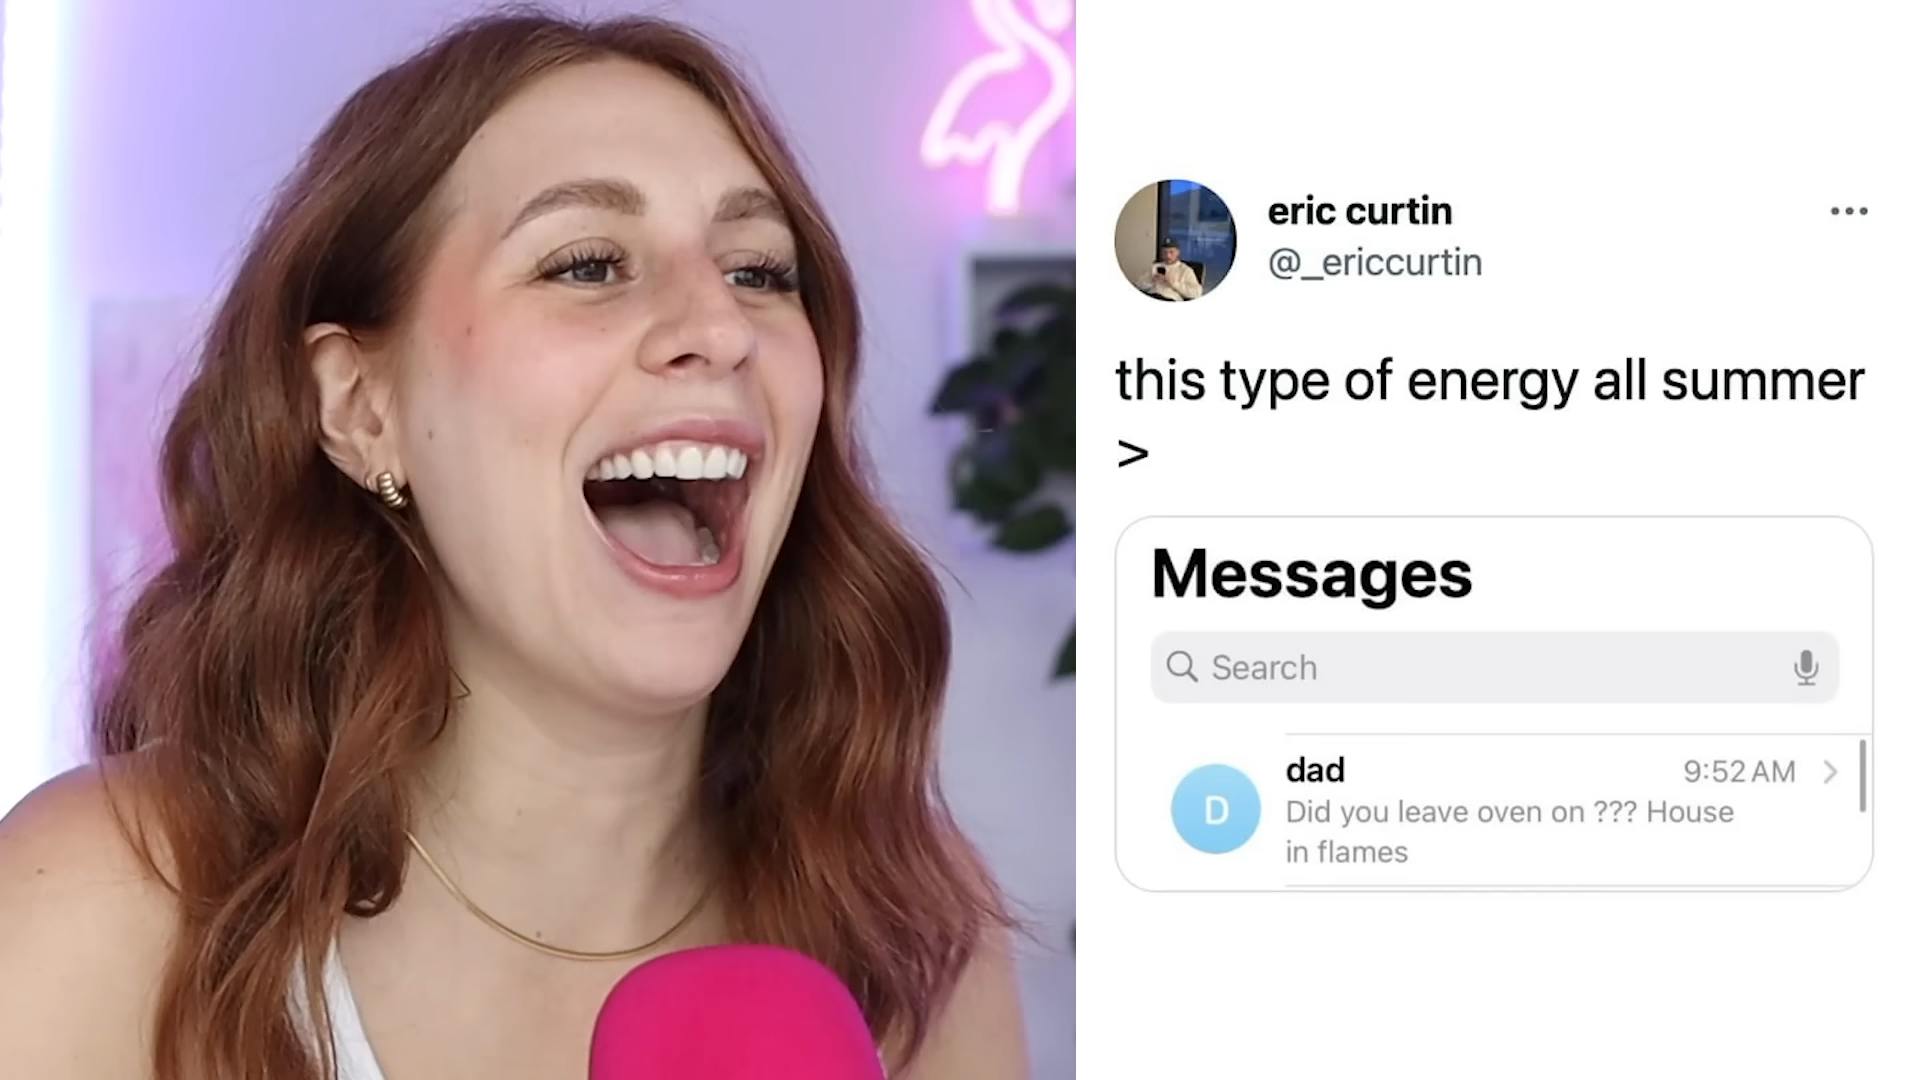 eric curtin
@_ericcurtin
this type of energy all summer
>
Messages
Search
dad
9:52 AM
D
Did you leave oven on ??? House
in flames